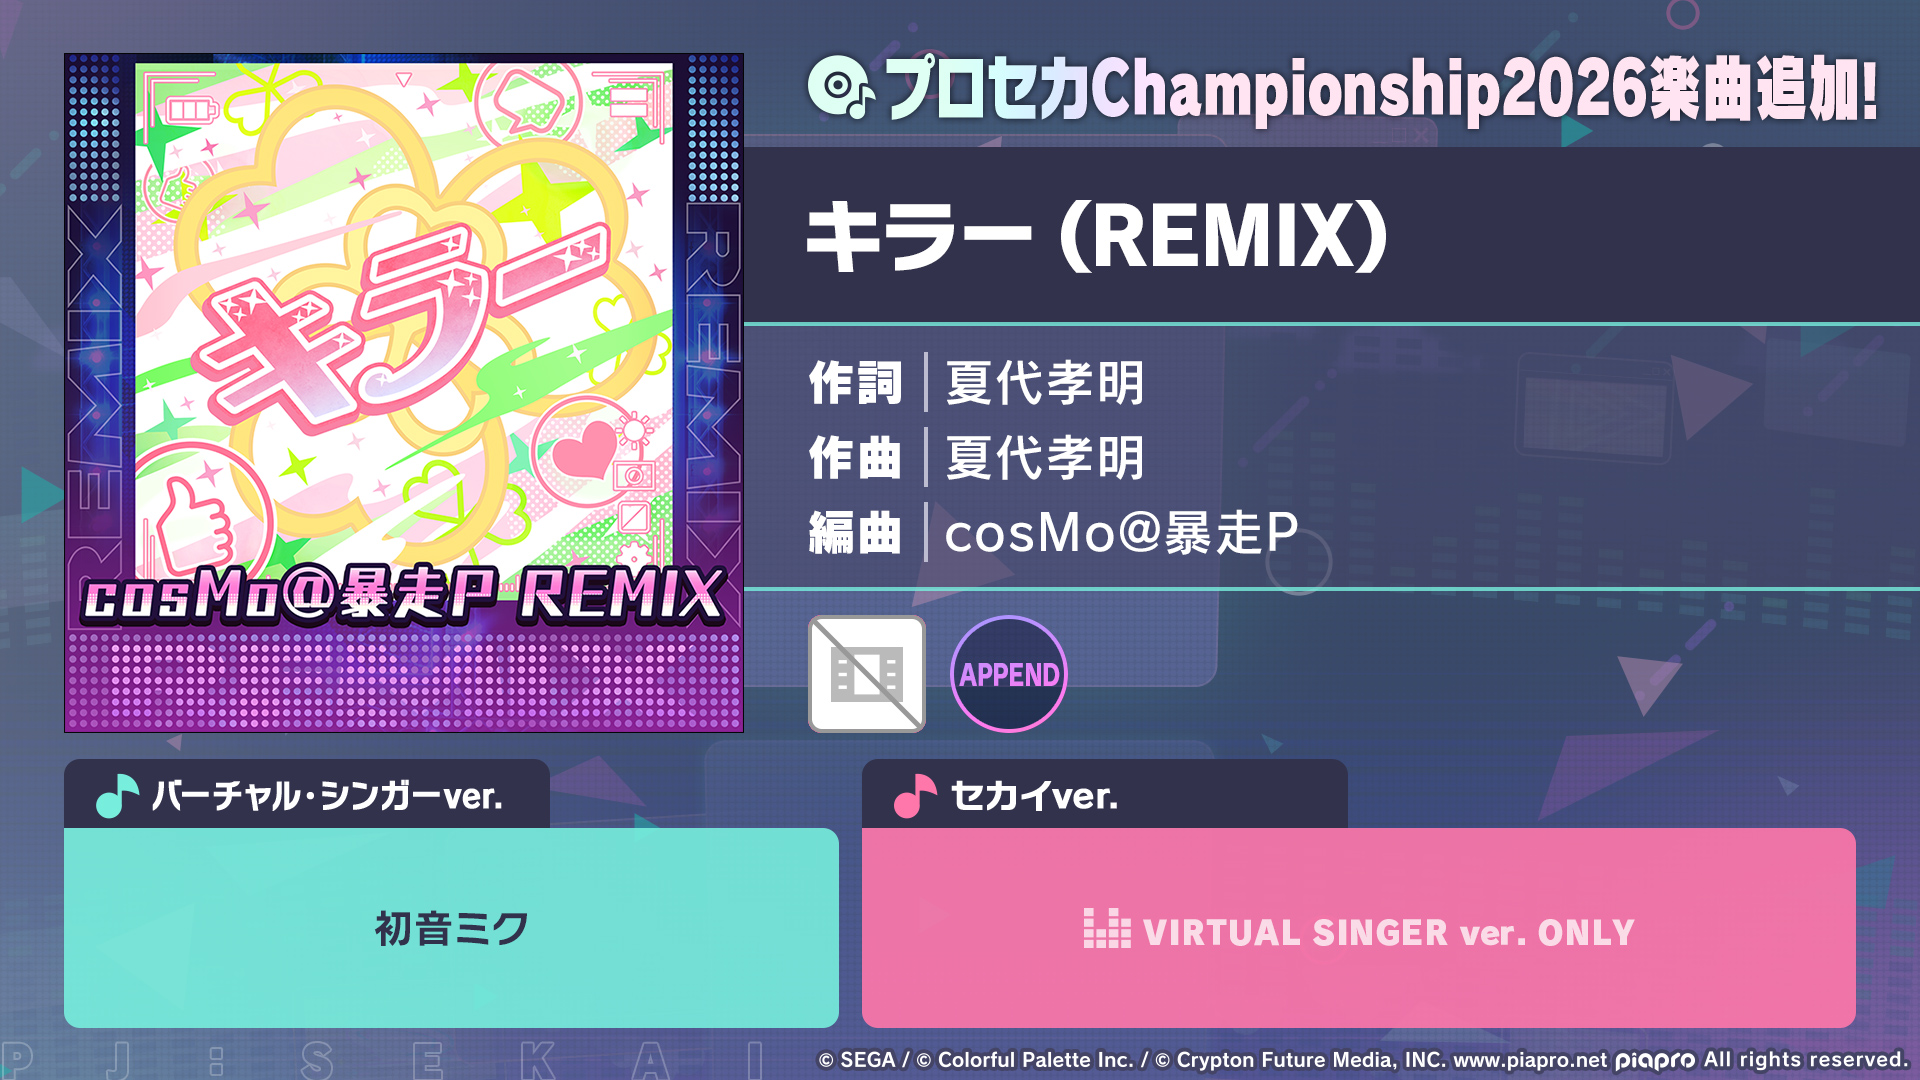 プロセカChampionship2026楽曲追加!
キラー
REMIX
REMIX
cosMo@暴走P REMIX
キラー(REMIX)
作詞 夏代孝明
作曲 夏代孝明
編曲 cosMo@暴走P
APPEND
バーチャル・シンガーver.
初音ミク
セカイver.
VIRTUAL SINGER ver. ONLY
PJ:SEKAI
© SEGA / © Colorful Palette Inc. / © Crypton Future Media, INC. www.piapro.net piapro All rights reserved.